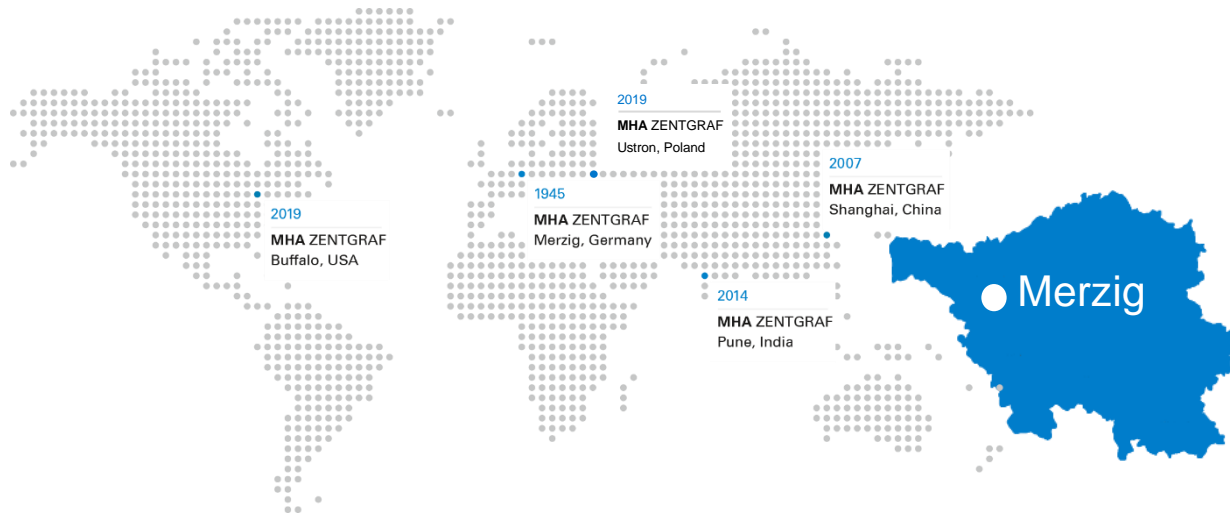 2019
MHA ZENTGRAF
Ustron, Poland
2007
MHA ZENTGRAF
Shanghai, China
1945
MHA ZENTGRAF
Merzig, Germany
2019
MHA ZENTGRAF
Buffalo, USA
2014
MHA ZENTGRAF
Pune, India
Merzig